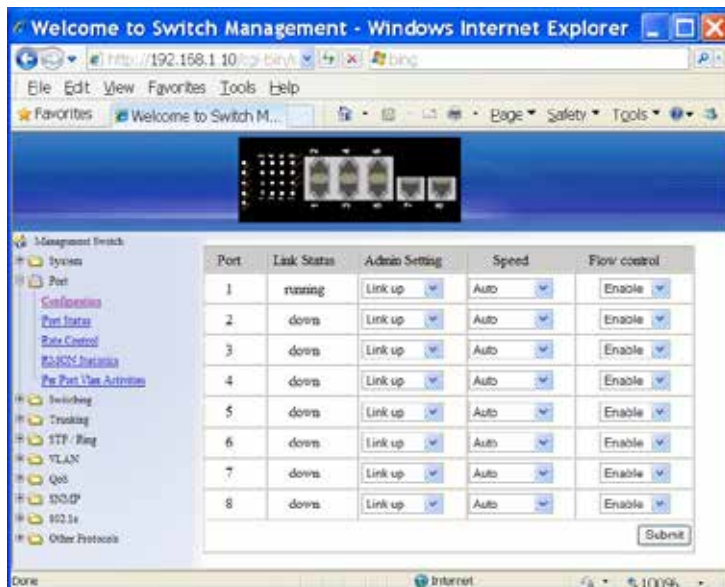 Welcome to Switch Management - Windows Internet Explorer
http://192.168.1.10/cgi-bin/s
bing
File Edit View Favorites Tools Help
Favorites Welcome to Switch M... Page Safety Tools
Management Switch
System
Port
Configuration
Port Status
Rate Control
RMON Statistics
Per Port Vlan Activities
Switching
Trunking
STP / Ring
VLAN
QoS
SNMP
802.1x
Other Protocols
Port Link Status Admin Setting Speed Flow control
1 running Link up Auto Enable
2 down Link up Auto Enable
3 down Link up Auto Enable
4 down Link up Auto Enable
5 down Link up Auto Enable
6 down Link up Auto Enable
7 down Link up Auto Enable
8 down Link up Auto Enable
Submit
Done Internet 100%